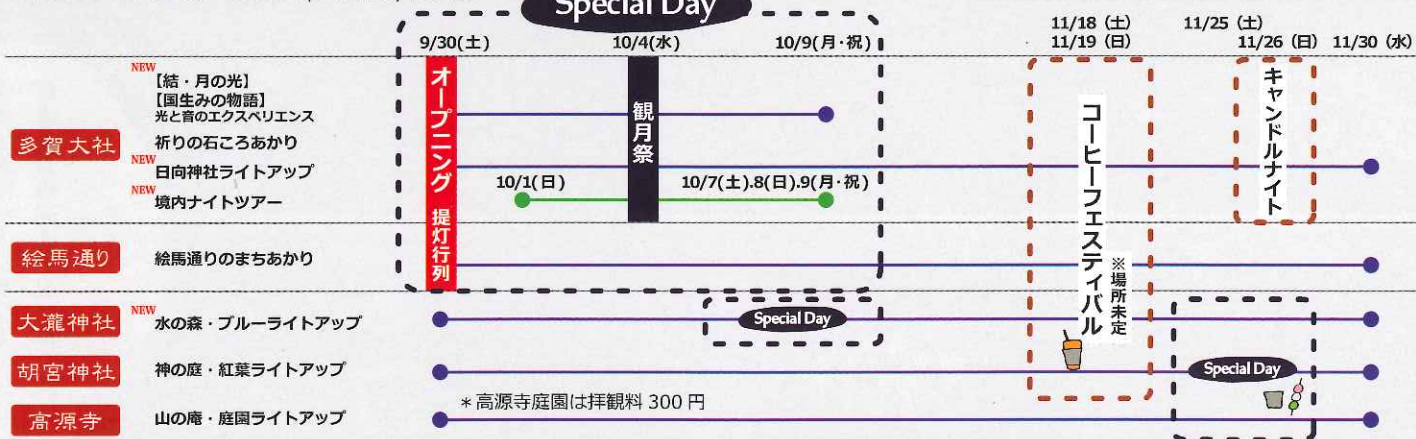 Special Day
9/30(土)
10/4(水)
10/9(月・祝)
11/18 (土)
11/19 (日)
11/25 (土)
11/26 (日)
11/30 (水)
多賀大社
NEW
【結・月の光】
【国生みの物語】
光と音のエクスペリエンス
祈りの石ころあかり
NEW
日向神社ライトアップ
NEW
境内ナイトツアー
オープニング 提灯行列
観月祭
10/1(日)
10/7(土).8(日).9(月・祝)
コーヒーフェスティバル
※場所未定
キャンドルナイト
絵馬通り
絵馬通りのまちあかり
大瀧神社
NEW
水の森・ブルーライトアップ
Special Day
胡宮神社
神の庭・紅葉ライトアップ
Special Day
高源寺
山の庵・庭園ライトアップ
*高源寺庭園は拝観料 300 円